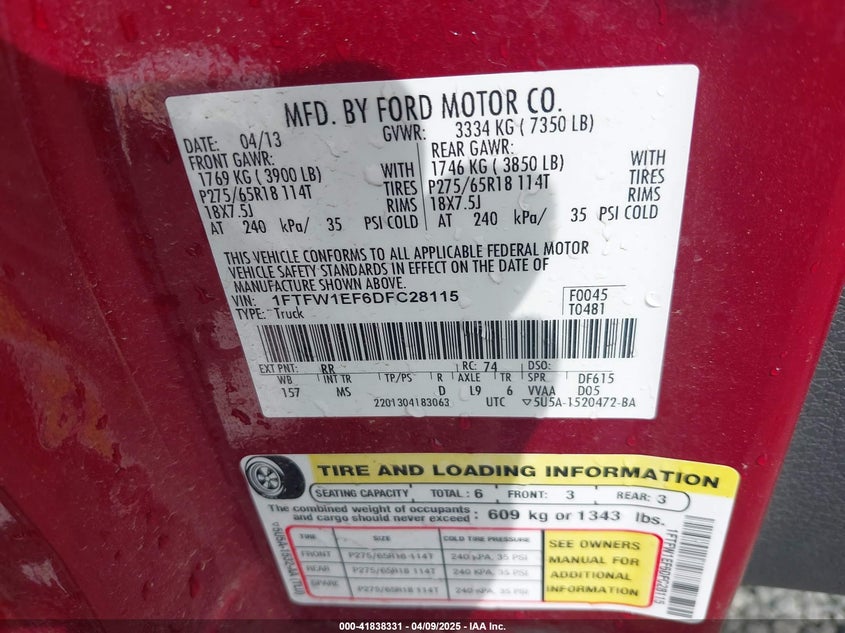 MFD. BY FORD MOTOR CO.
DATE: 04/13 GVWR: 3334 KG ( 7350 LB)
FRONT GAWR: REAR GAWR:
1769 KG ( 3900 LB) WITH 1746 KG ( 3850 LB) WITH
P275/65R18 114T TIRES P275/65R18 114T TIRES
18X7.5J RIMS 18X7.5J RIMS
AT 240 kPa/ 35 PSI COLD AT 240 kPa/ 35 PSI COLD
THIS VEHICLE CONFORMS TO ALL APPLICABLE FEDERAL MOTOR
VEHICLE SAFETY STANDARDS IN EFFECT ON THE DATE OF
MANUFACTURE SHOWN ABOVE.
VIN: 1FTFW1EF6DFC28115 F0045
TYPE: Truck T0481
EXT PNT: RR RC: 74 DSO:
WB INT TR TP/PS R AXLE TR SPR DF615
157 MS D L9 6 VVAA D05
2201304183063 UTC ▽5U5A-1520472-BA
TIRE AND LOADING INFORMATION
SEATING CAPACITY TOTAL : 6 FRONT: 3 REAR: 3
The combined weight of occupants and cargo should never exceed : 609 kg or 1343 lbs.
TIRE SIZE COLD TIRE PRESSURE
FRONT P275/65R18 114T 240 kPA, 35 PSI
REAR P275/65R18 114T 240 KPA, 35 PSI
SPARE P275/65R18 114T 240 KPA, 35 PSI
SEE OWNERS
MANUAL FOR
ADDITIONAL
INFORMATION
1FTFW1EF6DFC28115
000-41838331 - 04/09/2025 - IAA Inc.